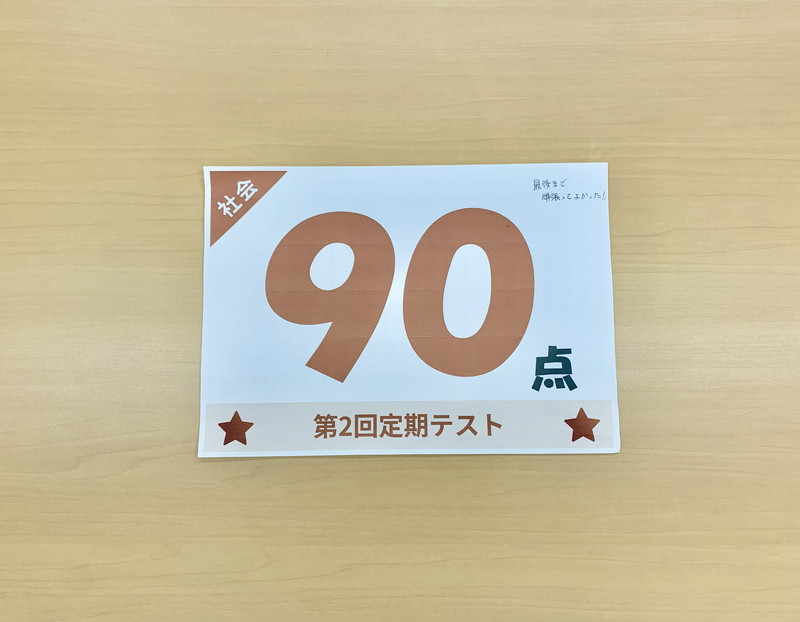 社会
最後まで
頑張ってよかった!
90
点
第2回定期テスト